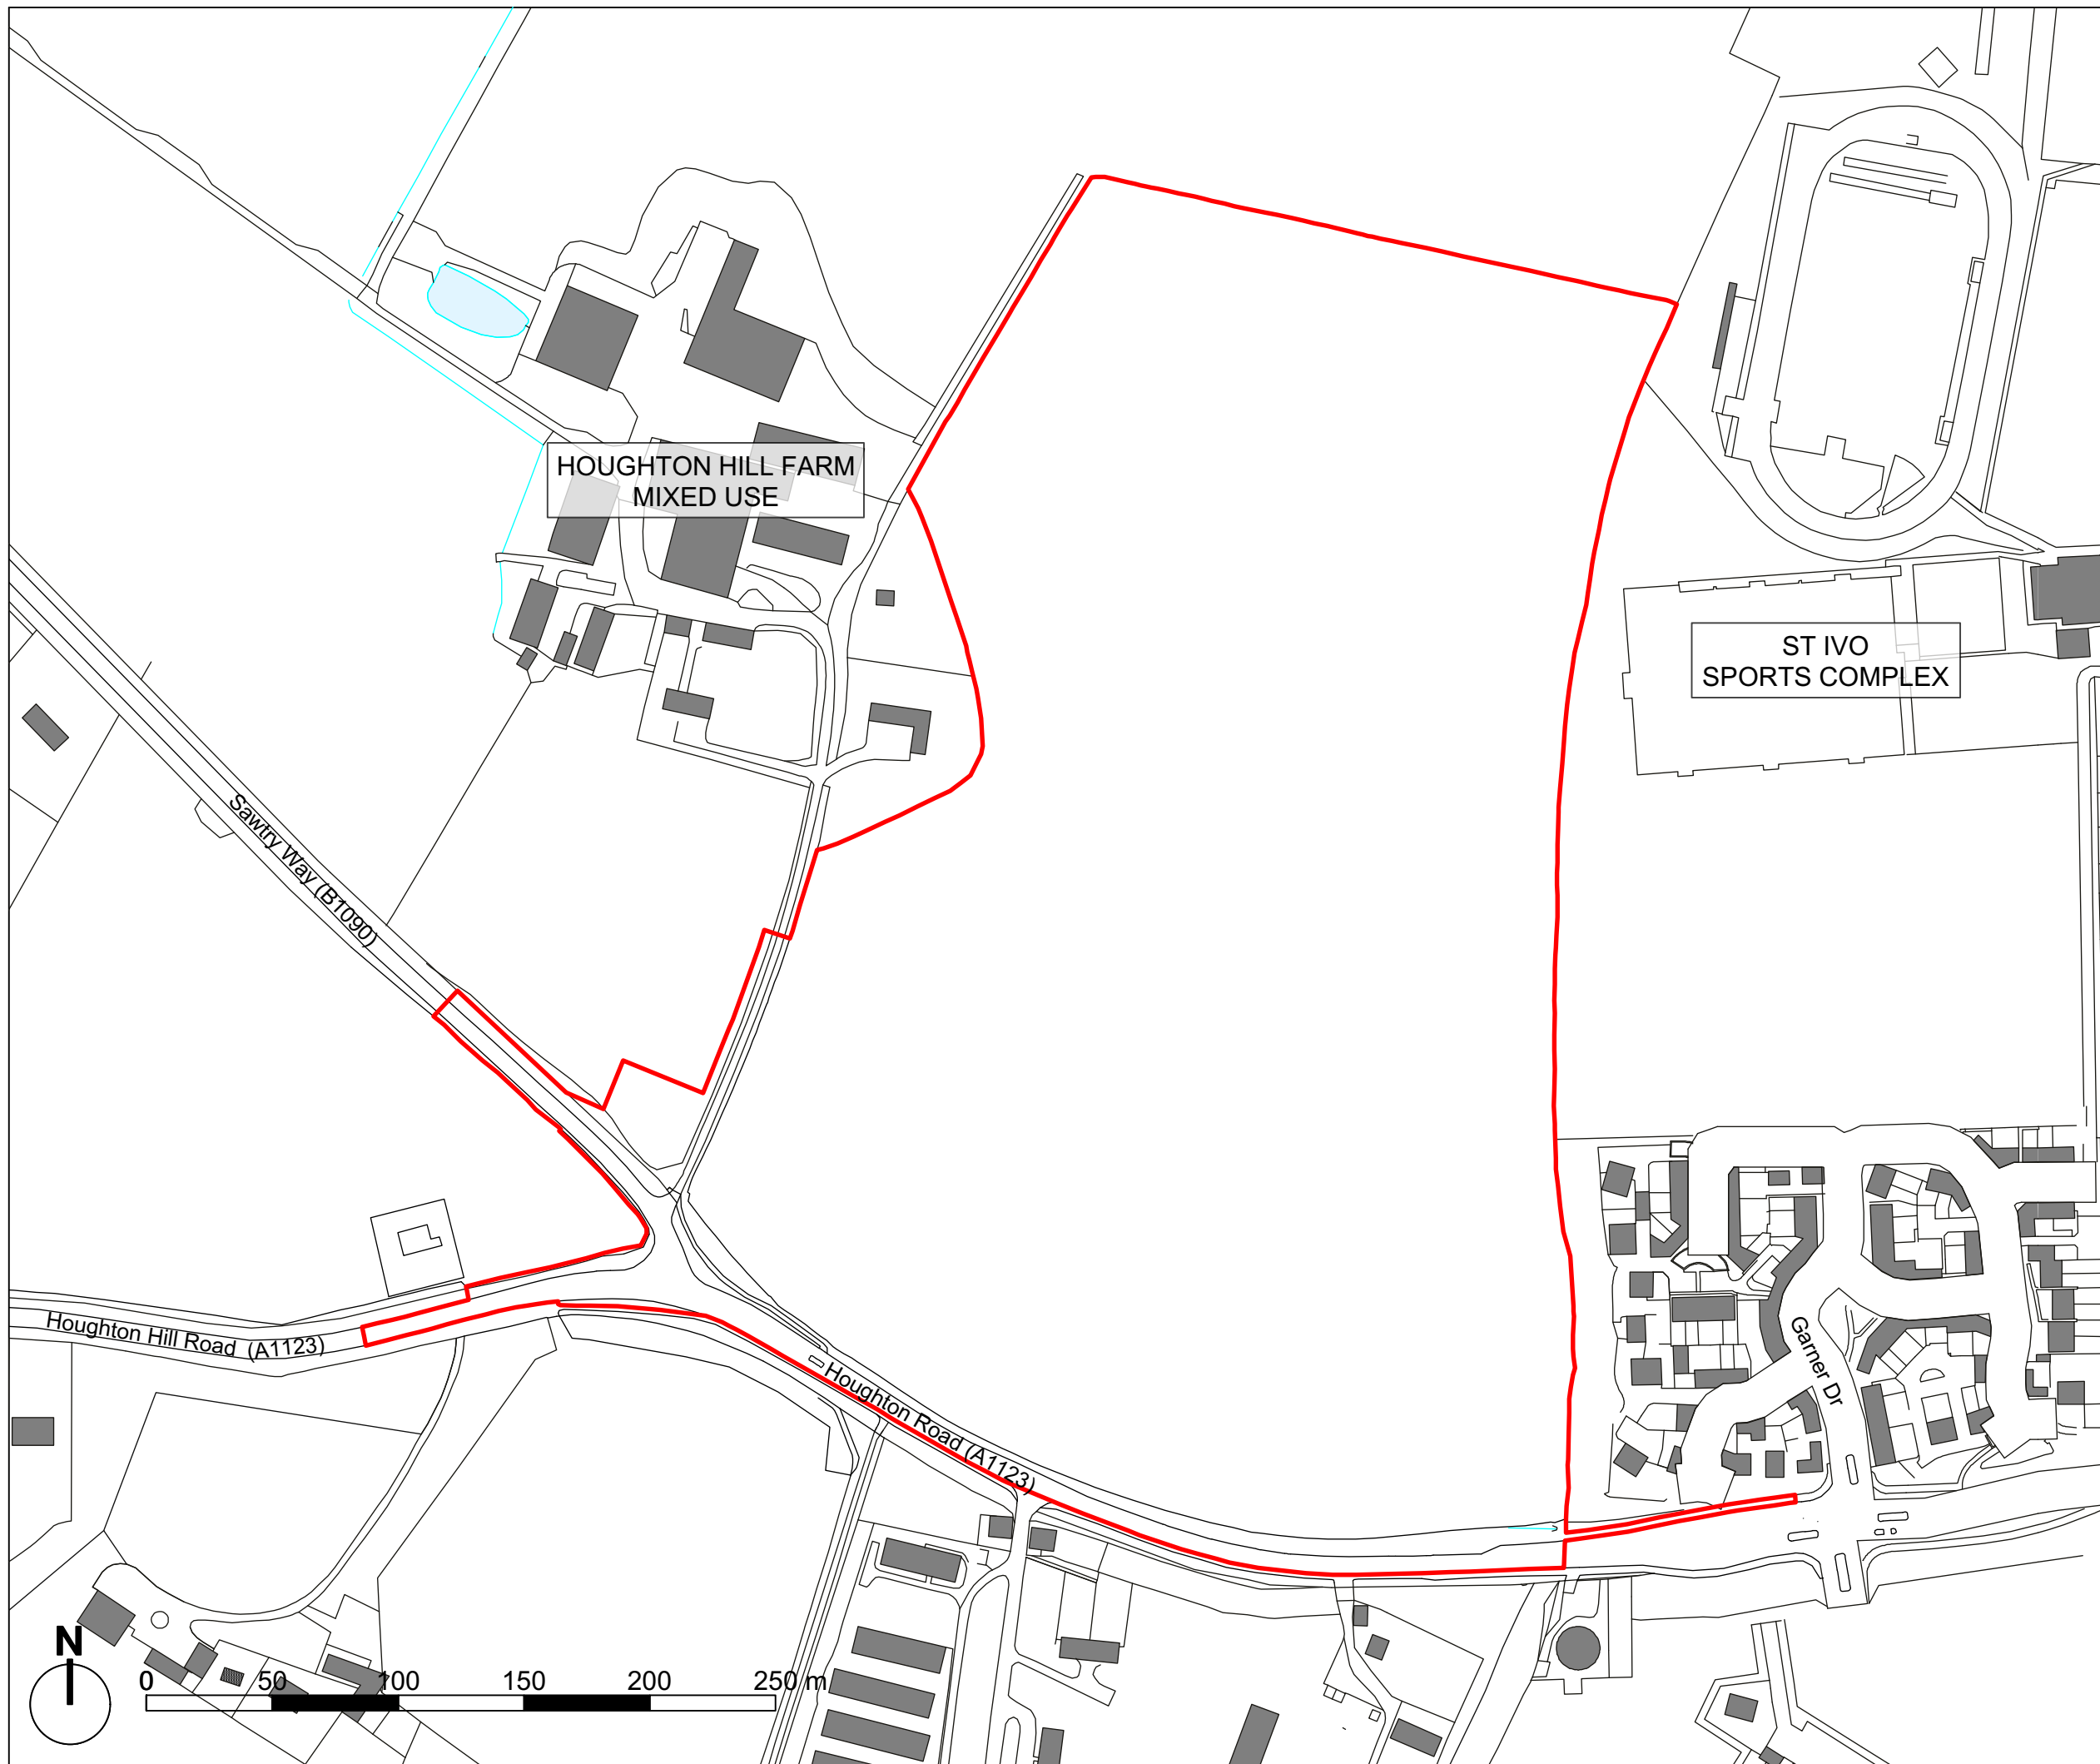 HOUGHTON HILL FARM
MIXED USE
ST IVO
SPORTS COMPLEX
Sawtry Way (B1090)
Houghton Hill Road (A1123)
Houghton Road (A1123)
Garner Dr
N
0 50 100 150 200 250 m